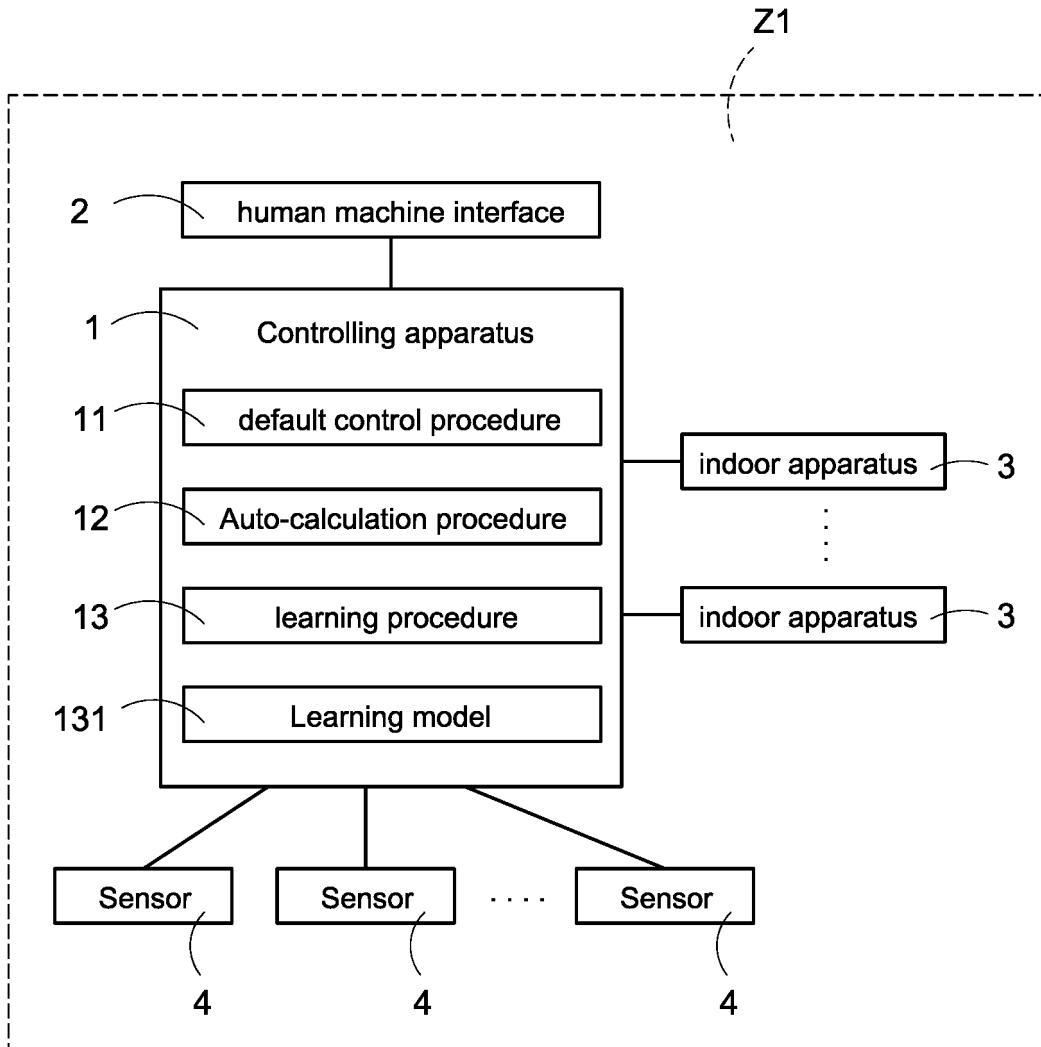 Z1
2 human machine interface
1 Controlling apparatus
11 default control procedure
indoor apparatus 3
12 Auto-calculation procedure
13 learning procedure
indoor apparatus 3
131 Learning model
Sensor Sensor Sensor
4 4 4